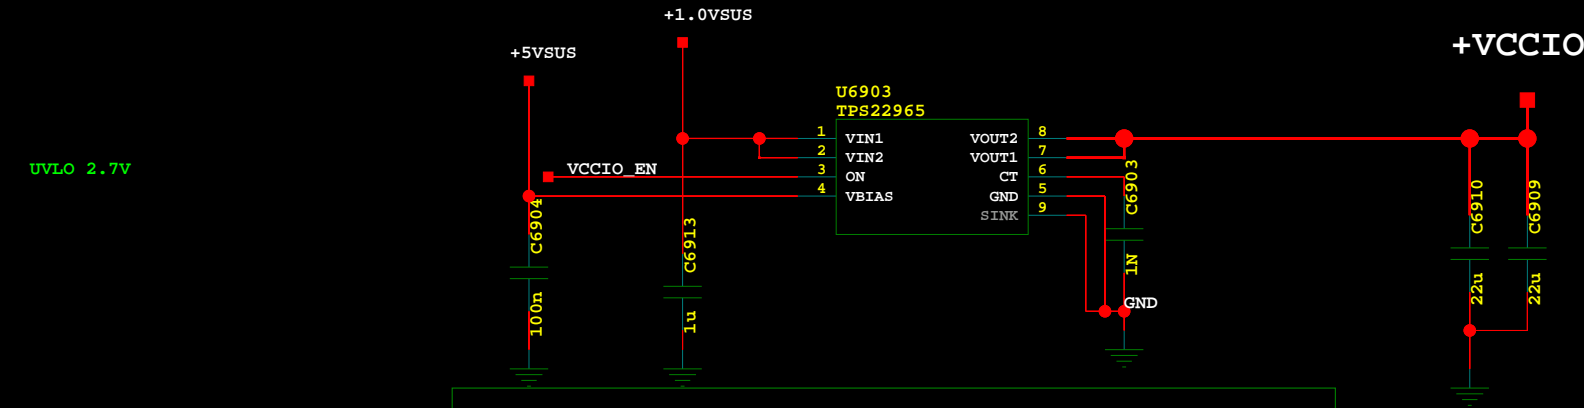 +1.0VSUS
+VCCIO
+5VSUS
U6903
TPS22965
1 VIN1 VOUT2 8
2 VIN2 VOUT1 7
UVLO 2.7V
VCCIO_EN 3 ON CT 6
4 VBIAS GND 5
SINK 9
C6903
C6910
C6909
C6904
C6913
1N
GND
22u
22u
100n
1u